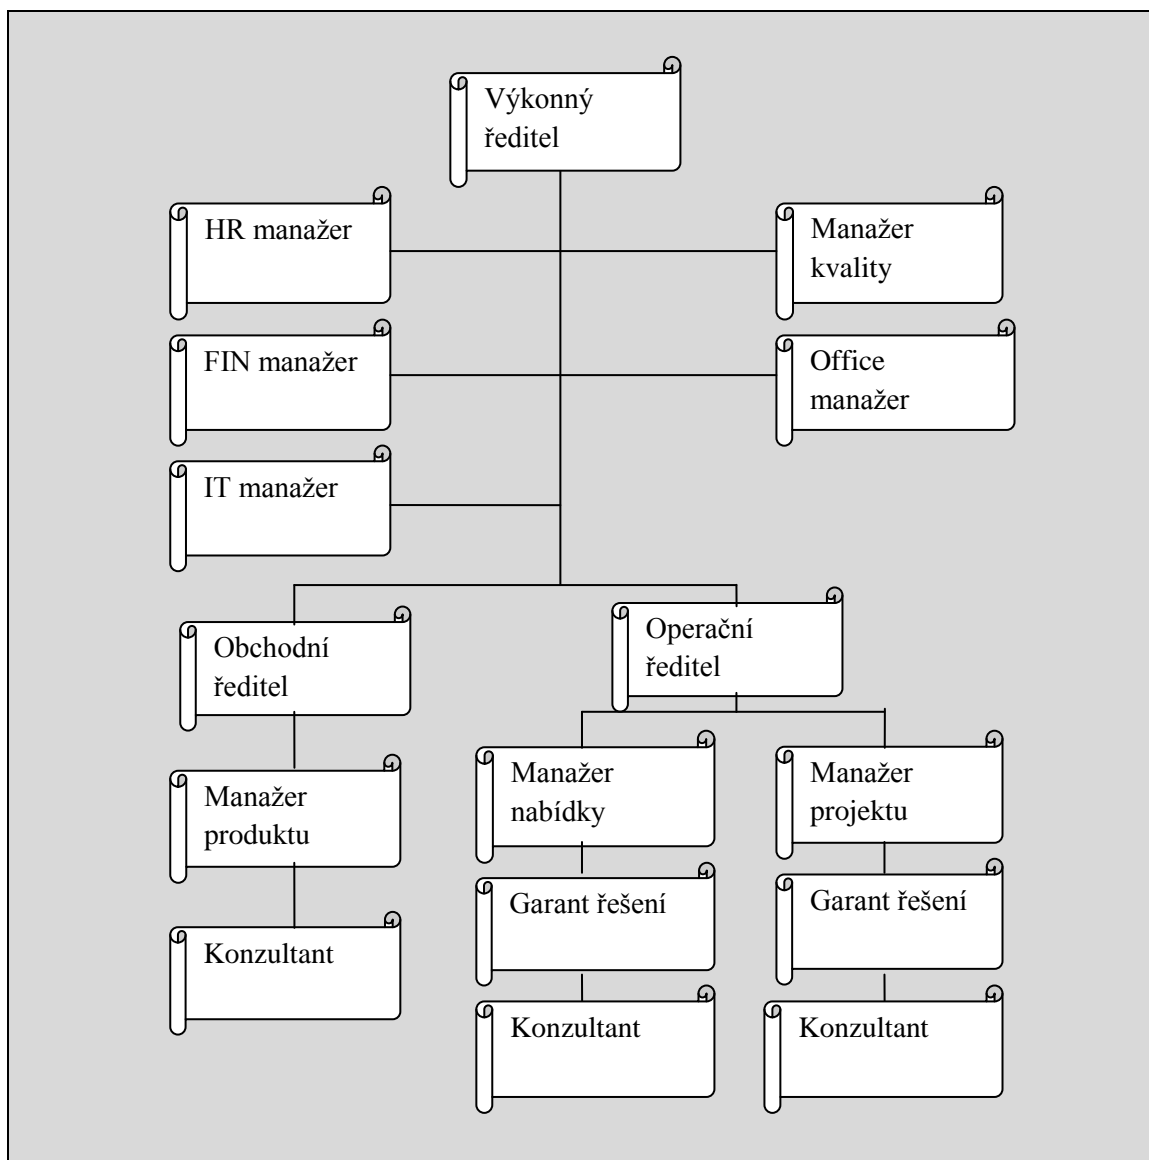 Výkonný
ředitel
HR manažer
Manažer
kvality
FIN manažer
Office
manažer
IT manažer
Obchodní
ředitel
Operační
ředitel
Manažer
produktu
Manažer
nabídky
Manažer
projektu
Garant řešení
Garant řešení
Konzultant
Konzultant
Konzultant